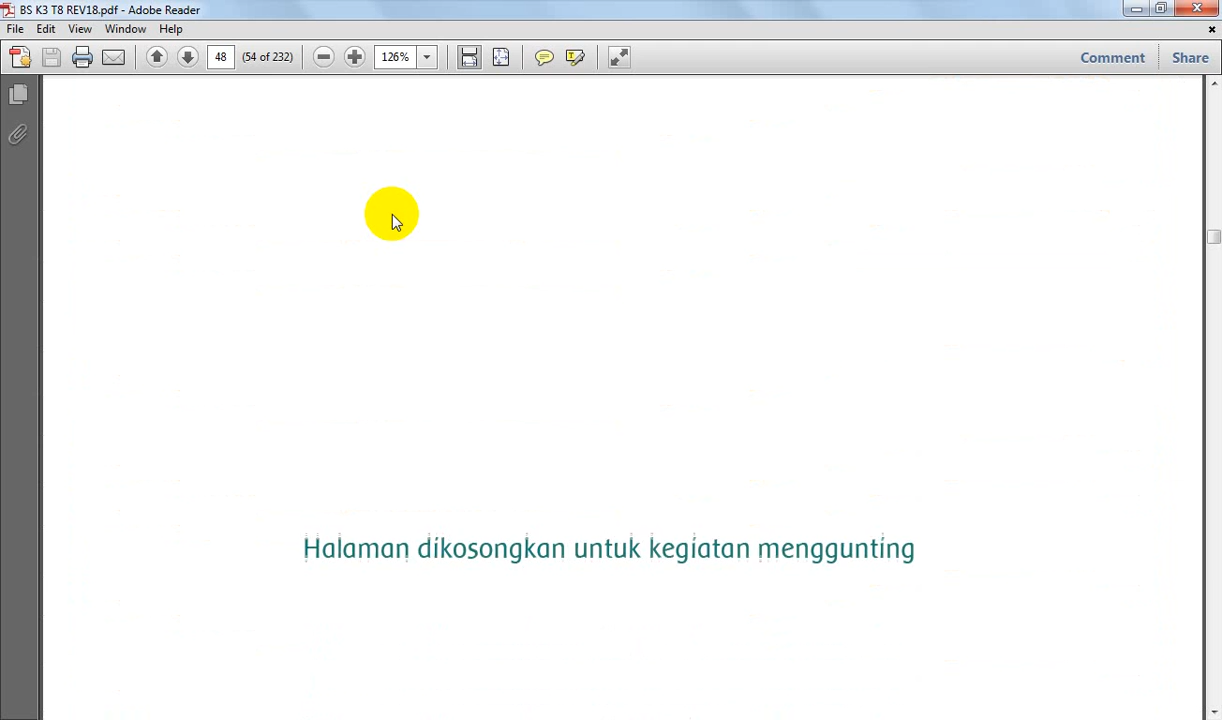 BS K3 T8 REV18.pdf - Adobe Reader
File Edit View Window Help
48 (54 of 232) 126% Comment Share
Halaman dikosongkan untuk kegiatan menggunting